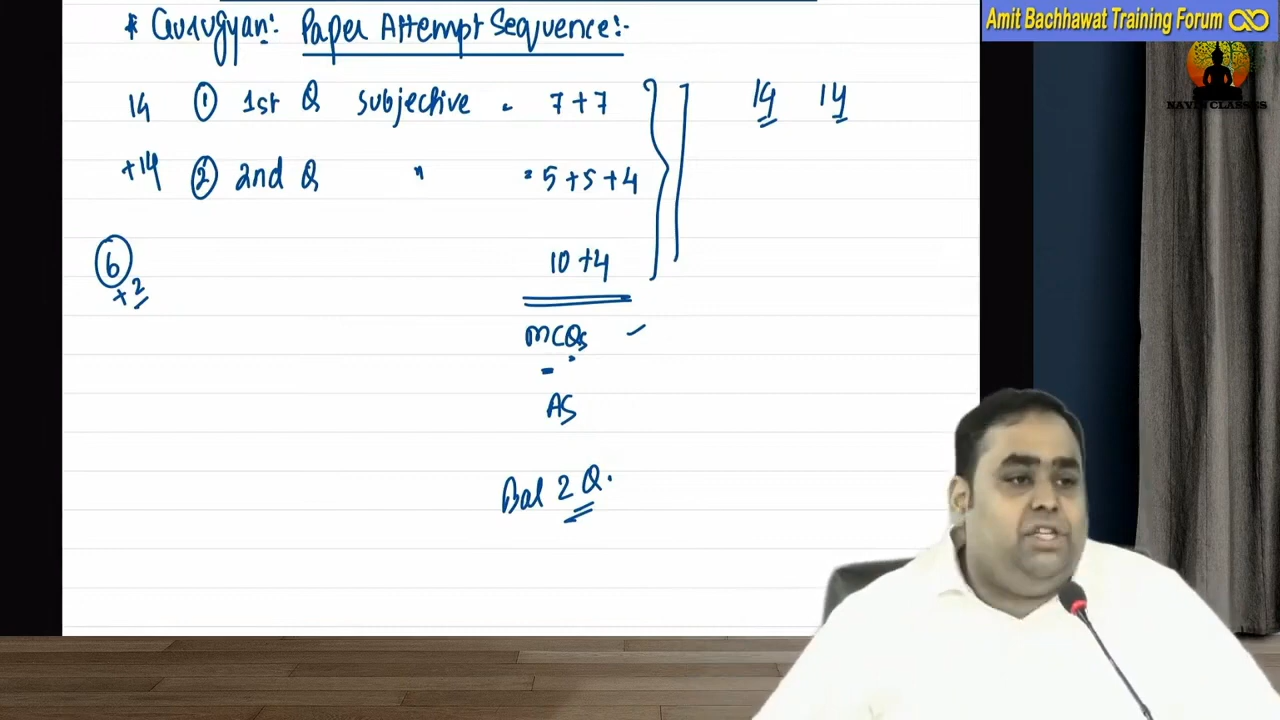 * Gurugyan: Paper Attempt Sequence:-
14 ① 1st Q Subjective - 7+7
14 14
+14 ② 2nd Q " = 5+5+4
⑥ +2
10+4
MCQs
AS
Bal 2 Q.
Amit Bachhawat Training Forum
NAVIN CLASSES